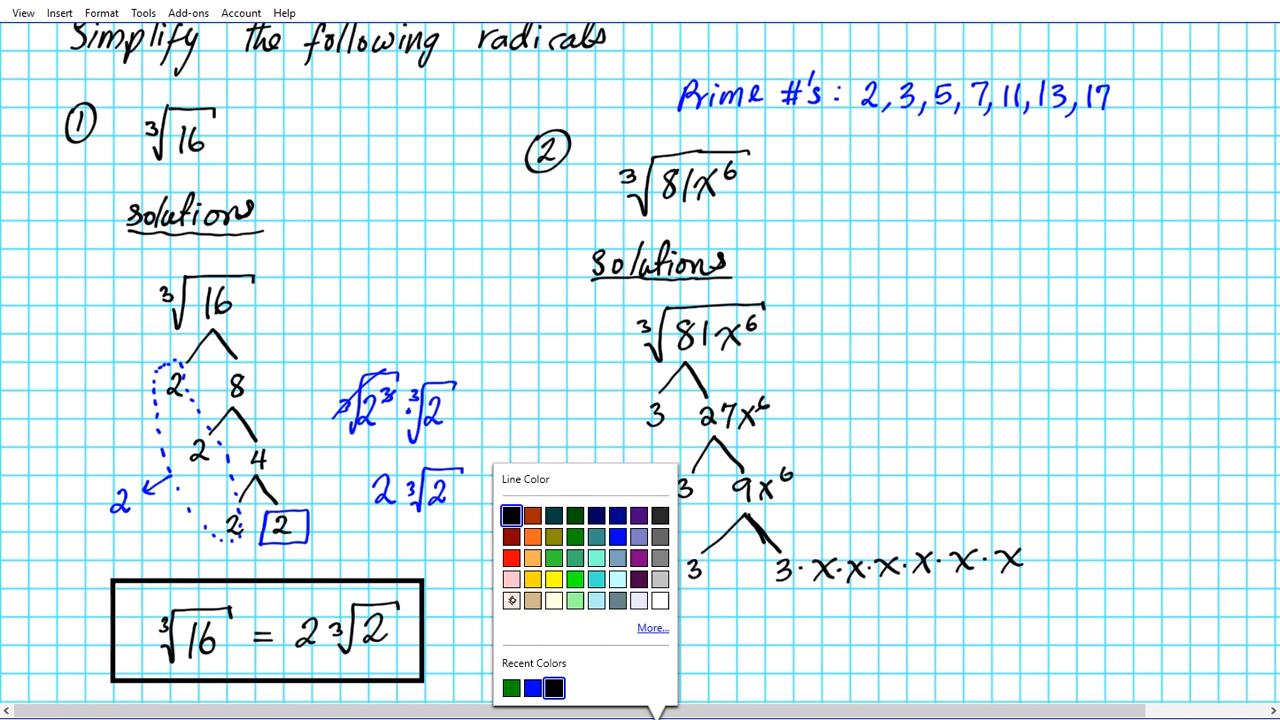 View Insert Format Tools Add-ons Account Help
Simplify the following radicals
Prime #'s: 2, 3, 5, 7, 11, 13, 17
① ∛16
② ∛81x⁶
Solutions
∛16
2 8
2 4
2 2
2
∛2³ · ∛2
2 ∛2
∛16 = 2 ∛2
Solutions
∛81x⁶
3 27x⁶
3 9x⁶
3 3·x·x·x·x·x·x
Line Color
More...
Recent Colors